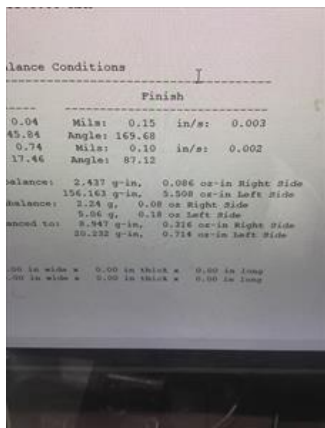 lance Conditions
Finish
0.04 Mils: 0.15 in/s: 0.003
45.84 Angle: 169.68
0.74 Mils: 0.10 in/s: 0.002
17.46 Angle: 87.12
balance: 2.437 g-in, 0.086 oz-in Right Side
156.163 g-in, 5.508 oz-in Left Side
balance: 2.24 g, 0.08 oz Right Side
5.06 g, 0.18 oz Left Side
anced to: 8.947 g-in, 0.316 oz-in Right Side
20.232 g-in, 0.714 oz-in Left Side
.00 in wide x 0.00 in thick x 0.00 in long
.00 in wide x 0.00 in thick x 0.00 in long